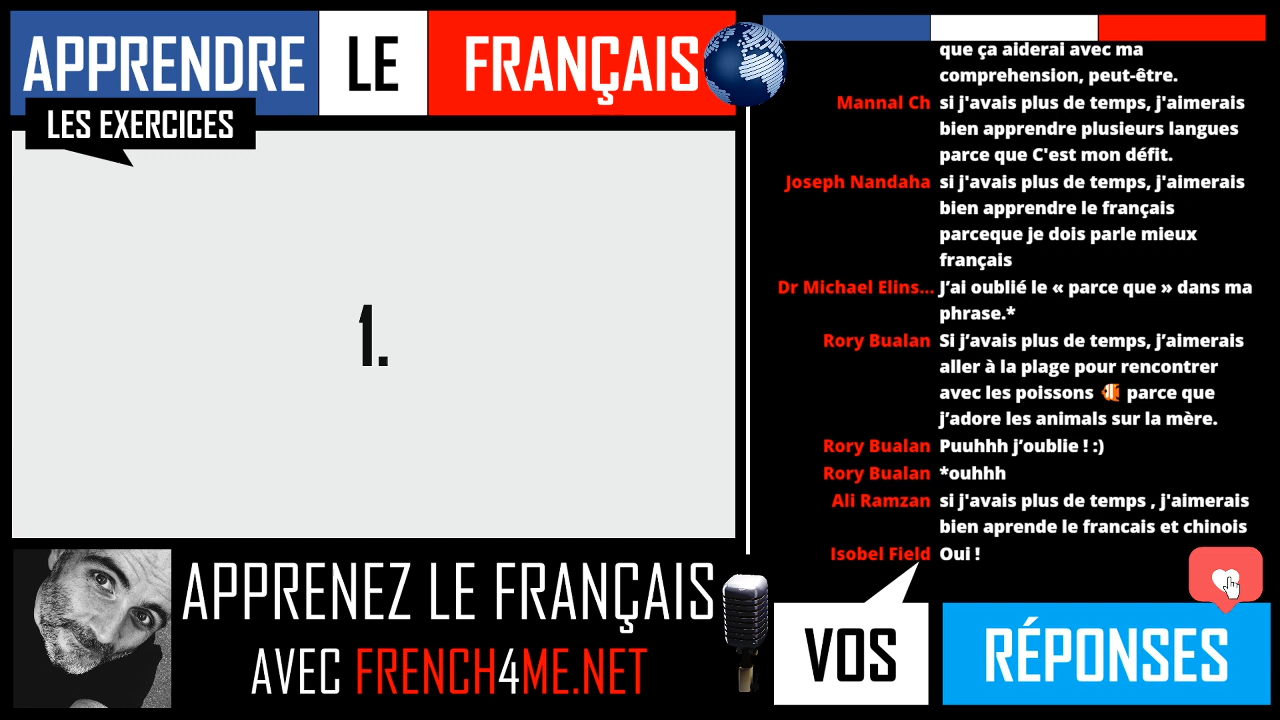 APPRENDRE LE FRANÇAIS
LES EXERCICES
1.
APPRENEZ LE FRANÇAIS
AVEC FRENCH4ME.NET
que ça aiderai avec ma
comprehension, peut-être.
Mannal Ch si j'avais plus de temps, j'aimerais
bien apprendre plusieurs langues
parce que C'est mon défit.
Joseph Nandaha si j'avais plus de temps, j'aimerais
bien apprendre le français
parceque je dois parle mieux
français
Dr Michael Elins... J’ai oublié le « parce que » dans ma
phrase.*
Rory Bualan Si j’avais plus de temps, j’aimerais
aller à la plage pour rencontrer
avec les poissons 🐠 parce que
j’adore les animals sur la mère.
Rory Bualan Puuhhh j’oublie ! :)
Rory Bualan *ouhhh
Ali Ramzan si j'avais plus de temps , j'aimerais
bien aprende le francais et chinois
Isobel Field Oui !
VOS RÉPONSES